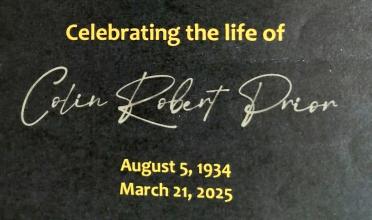 Celebrating the life of
Colin Robert Prior
August 5, 1934
March 21, 2025